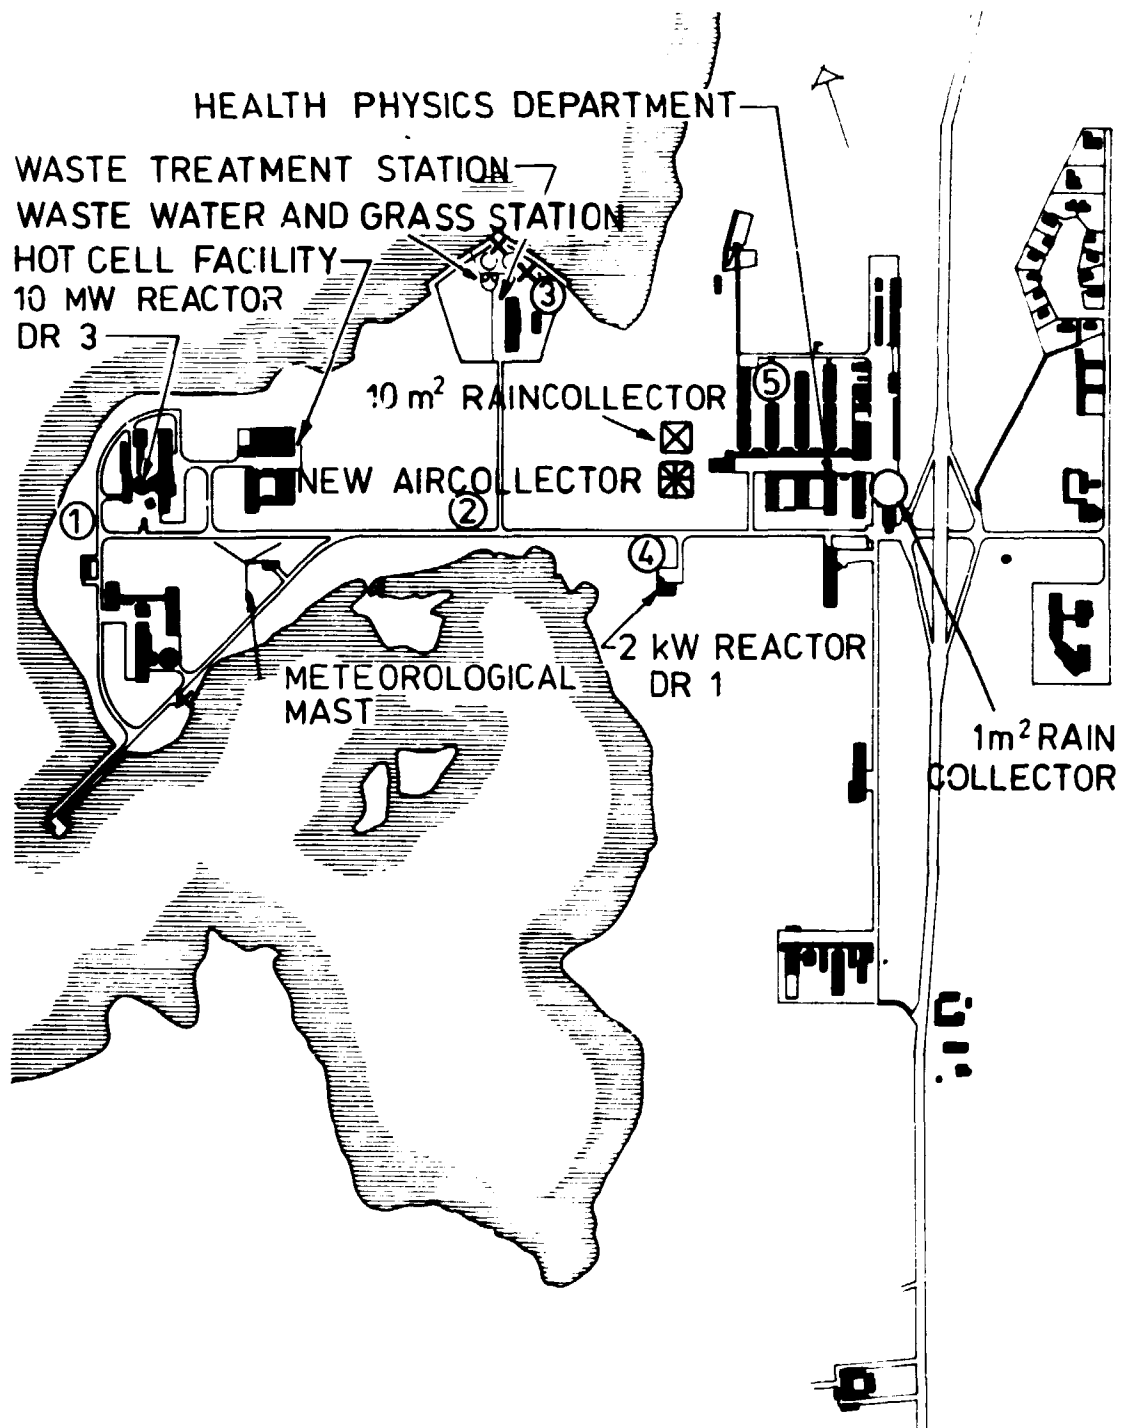 HEALTH PHYSICS DEPARTMENT
WASTE TREATMENT STATION
WASTE WATER AND GRASS STATION
HOT CELL FACILITY
10 MW REACTOR
DR 3
3
10 m² RAINCOLLECTOR
5
NEW AIRCOLLECTOR
1
2
4
2 kW REACTOR
DR 1
METEOROLOGICAL
MAST
1m² RAIN
COLLECTOR